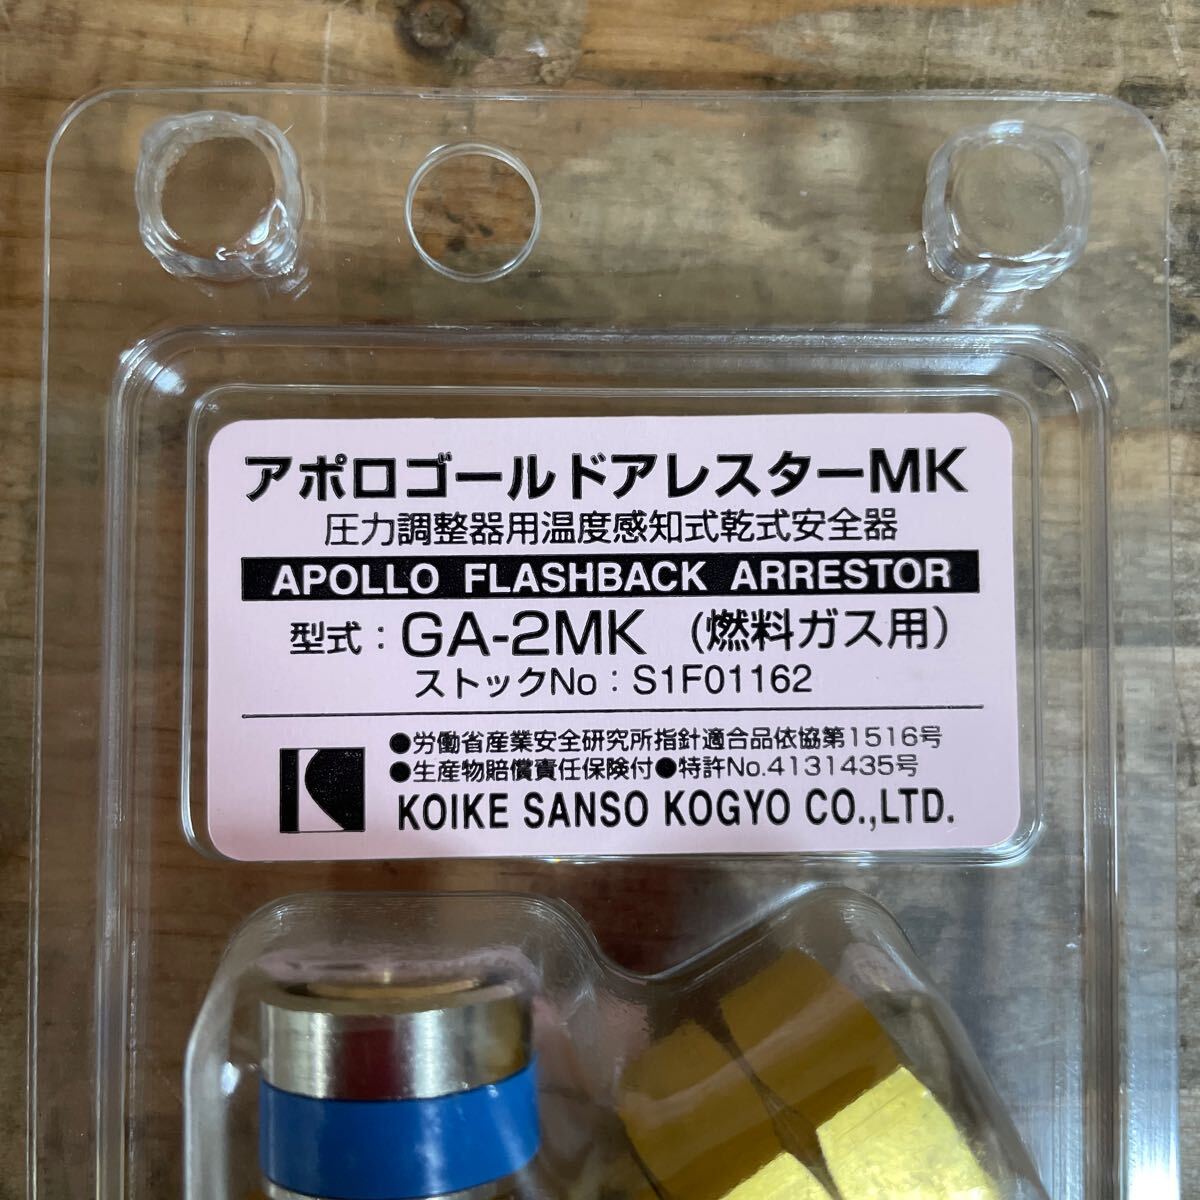 アポロゴールドアレスターMK
圧力調整器用温度感知式乾式安全器
APOLLO FLASHBACK ARRESTOR
型式：GA-2MK （燃料ガス用）
ストックNo：S1F01162
●労働省産業安全研究所指針適合品依協第1516号
●生産物賠償責任保険付●特許No.4131435号
KOIKE SANSO KOGYO CO.,LTD.